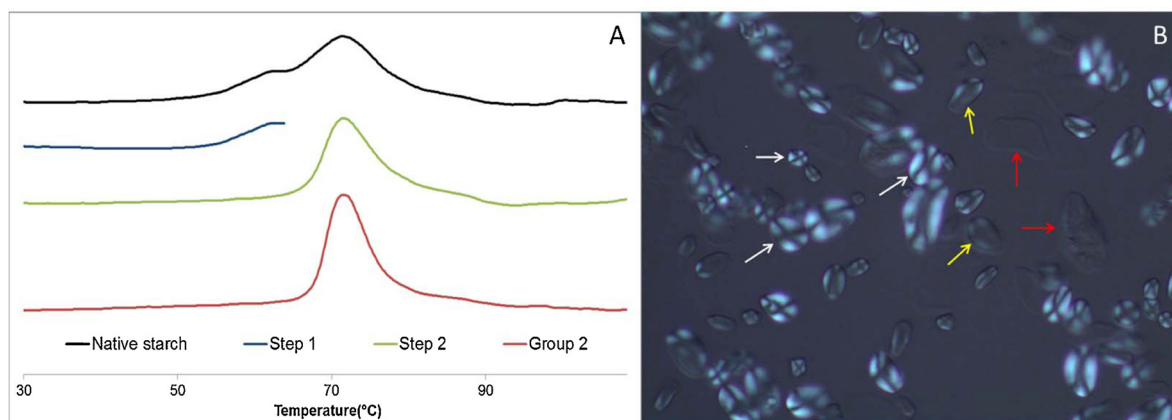 A
B
Native starch Step 1 Step 2 Group 2
30 50 70 90
Temperature(°C)